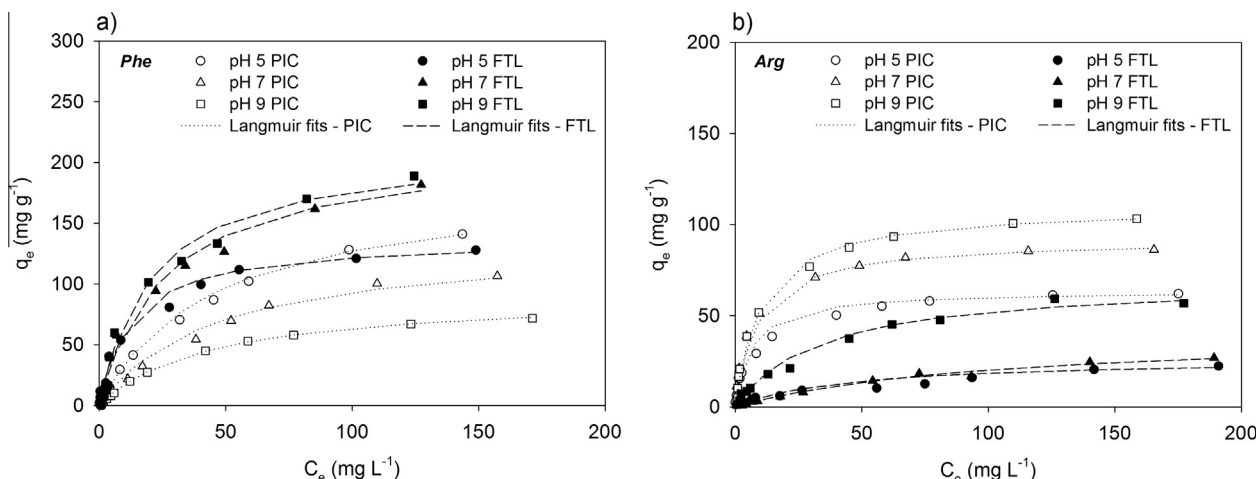 a)
Phe
pH 5 PIC
pH 7 PIC
pH 9 PIC
Langmuir fits - PIC
pH 5 FTL
pH 7 FTL
pH 9 FTL
Langmuir fits - FTL
300
250
200
150
100
50
0
qe (mg g-1)
0 50 100 150 200
Ce (mg L-1)
b)
Arg
pH 5 PIC
pH 7 PIC
pH 9 PIC
Langmuir fits - PIC
pH 5 FTL
pH 7 FTL
pH 9 FTL
Langmuir fits - FTL
200
150
100
50
0
qe (mg g-1)
0 50 100 150 200
Ce (mg L-1)